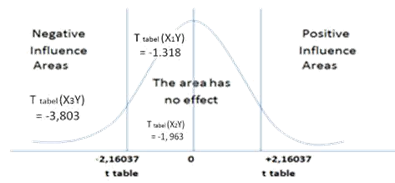 Negative
Influence
Areas
T tabel (X₁Y)
= -1.318
Positive
Influence
Areas
The area has
no effect
T tabel (X₃Y)
= -3,803
T tabel (X₂Y)
= -1, 963
-2,16037
0
+2,16037
t table
t table